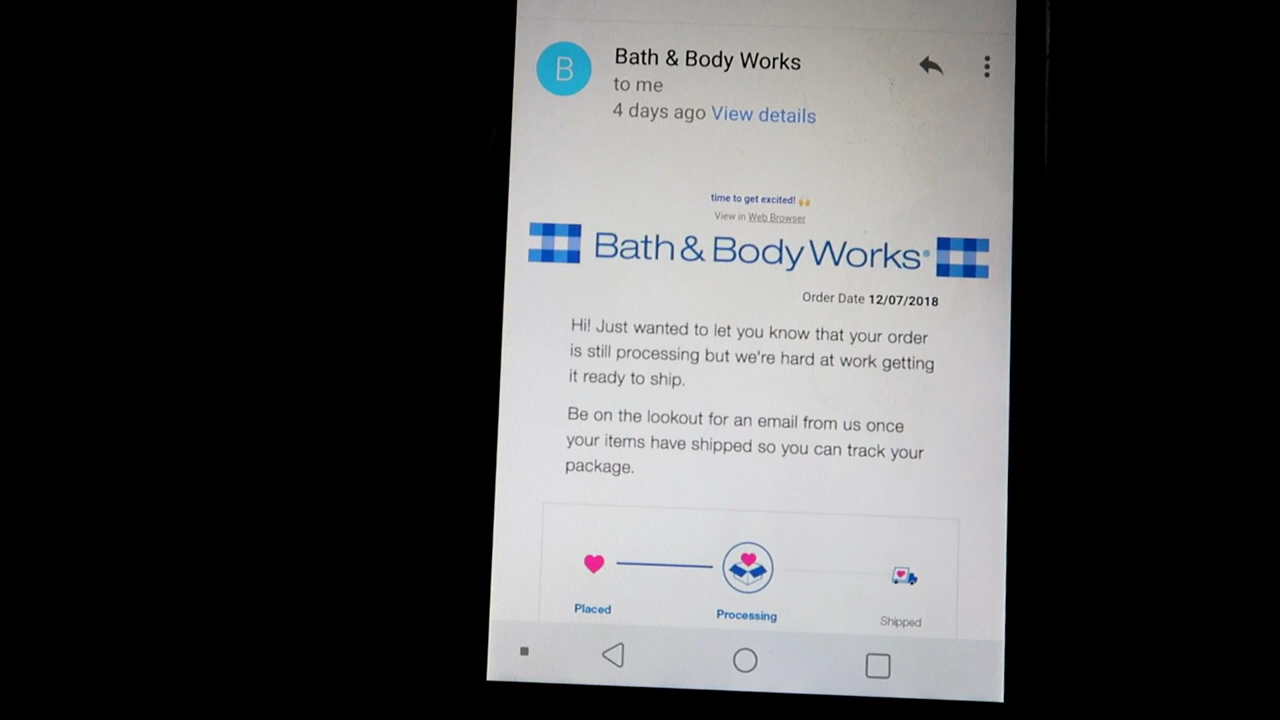 B
Bath & Body Works
to me
4 days ago View details
time to get excited! 🙌
View in Web Browser
Bath & Body Works®
Order Date 12/07/2018
Hi! Just wanted to let you know that your order
is still processing but we're hard at work getting
it ready to ship.
Be on the lookout for an email from us once
your items have shipped so you can track your
package.
Placed
Processing
Shipped